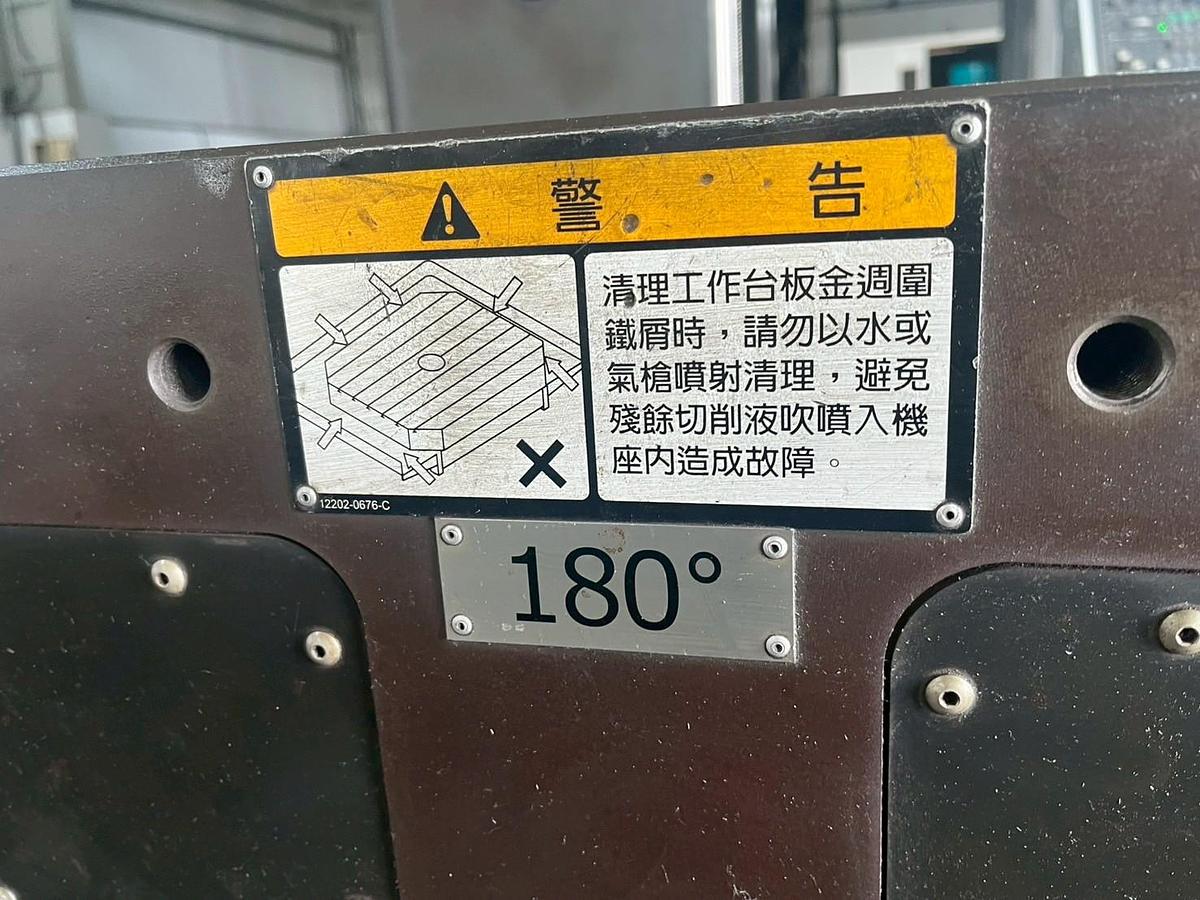 警告
清理工作台板金週圍
鐵屑時，請勿以水或
氣槍噴射清理，避免
殘餘切削液吹噴入機
座內造成故障。
12202-0676-C
180°